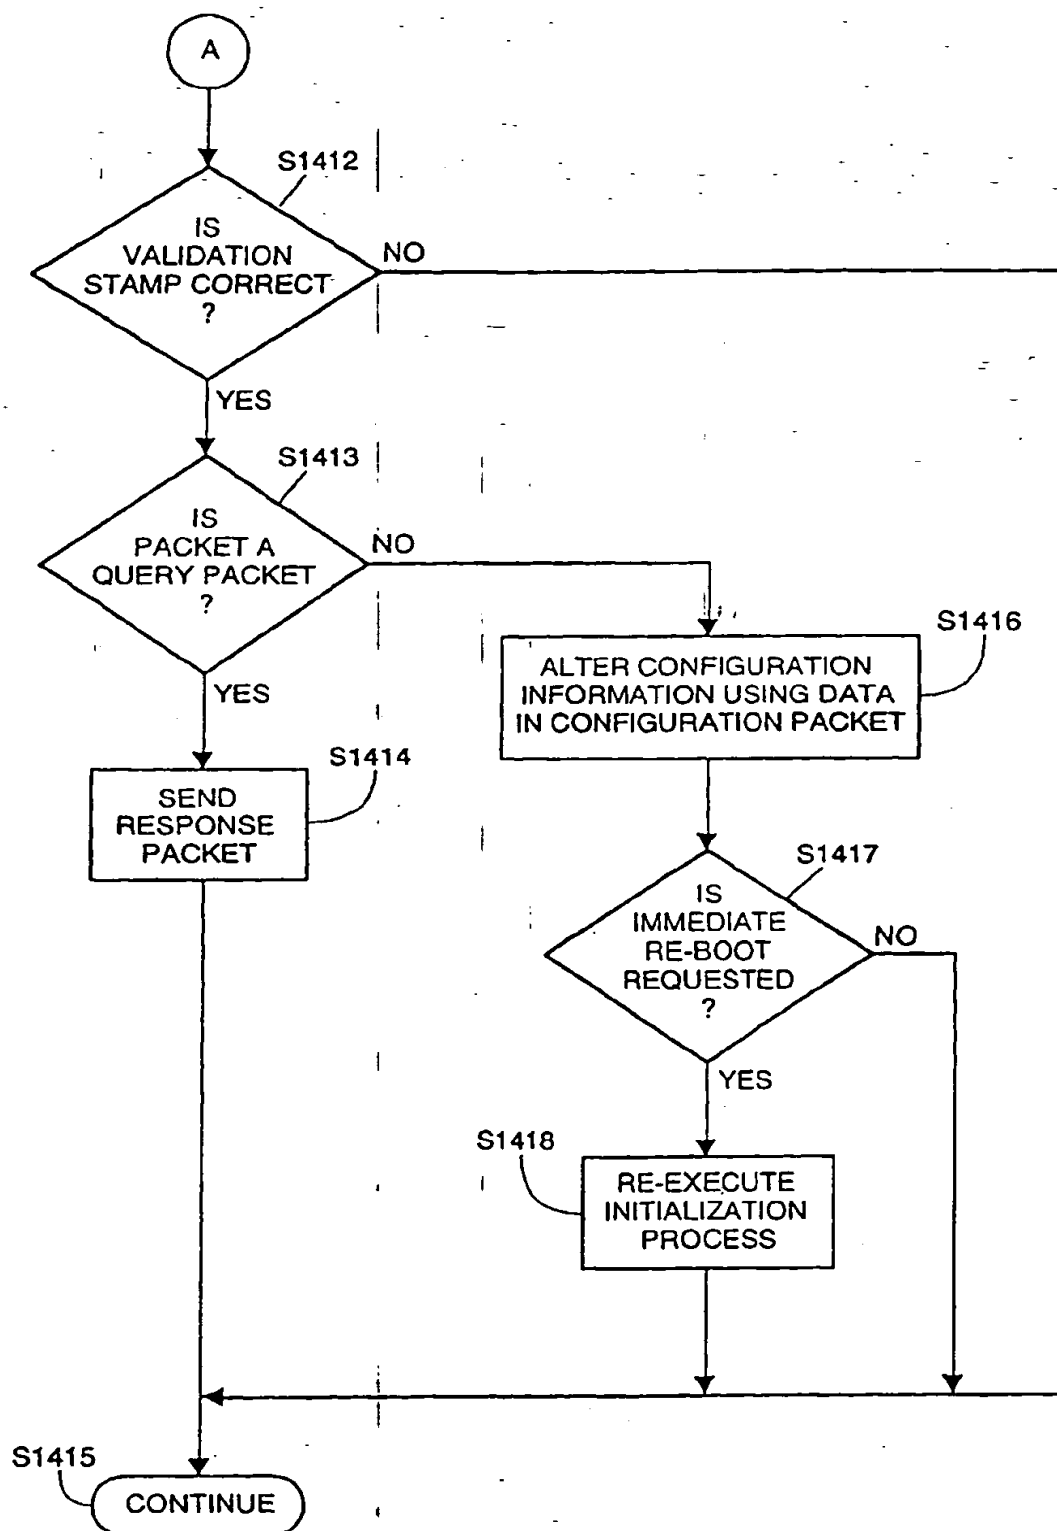 A
S1412
IS
VALIDATION
STAMP CORRECT
?
NO
YES
S1413
IS
PACKET A
QUERY PACKET
?
NO
YES
S1416
ALTER CONFIGURATION
INFORMATION USING DATA
IN CONFIGURATION PACKET
S1414
SEND
RESPONSE
PACKET
S1417
IS
IMMEDIATE
RE-BOOT
REQUESTED
?
NO
YES
S1418
RE-EXECUTE
INITIALIZATION
PROCESS
S1415
CONTINUE